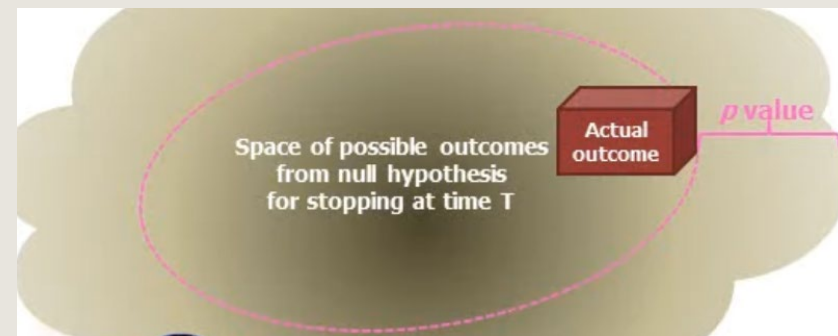 Space of possible outcomes
from null hypothesis
for stopping at time T
Actual
outcome
p value